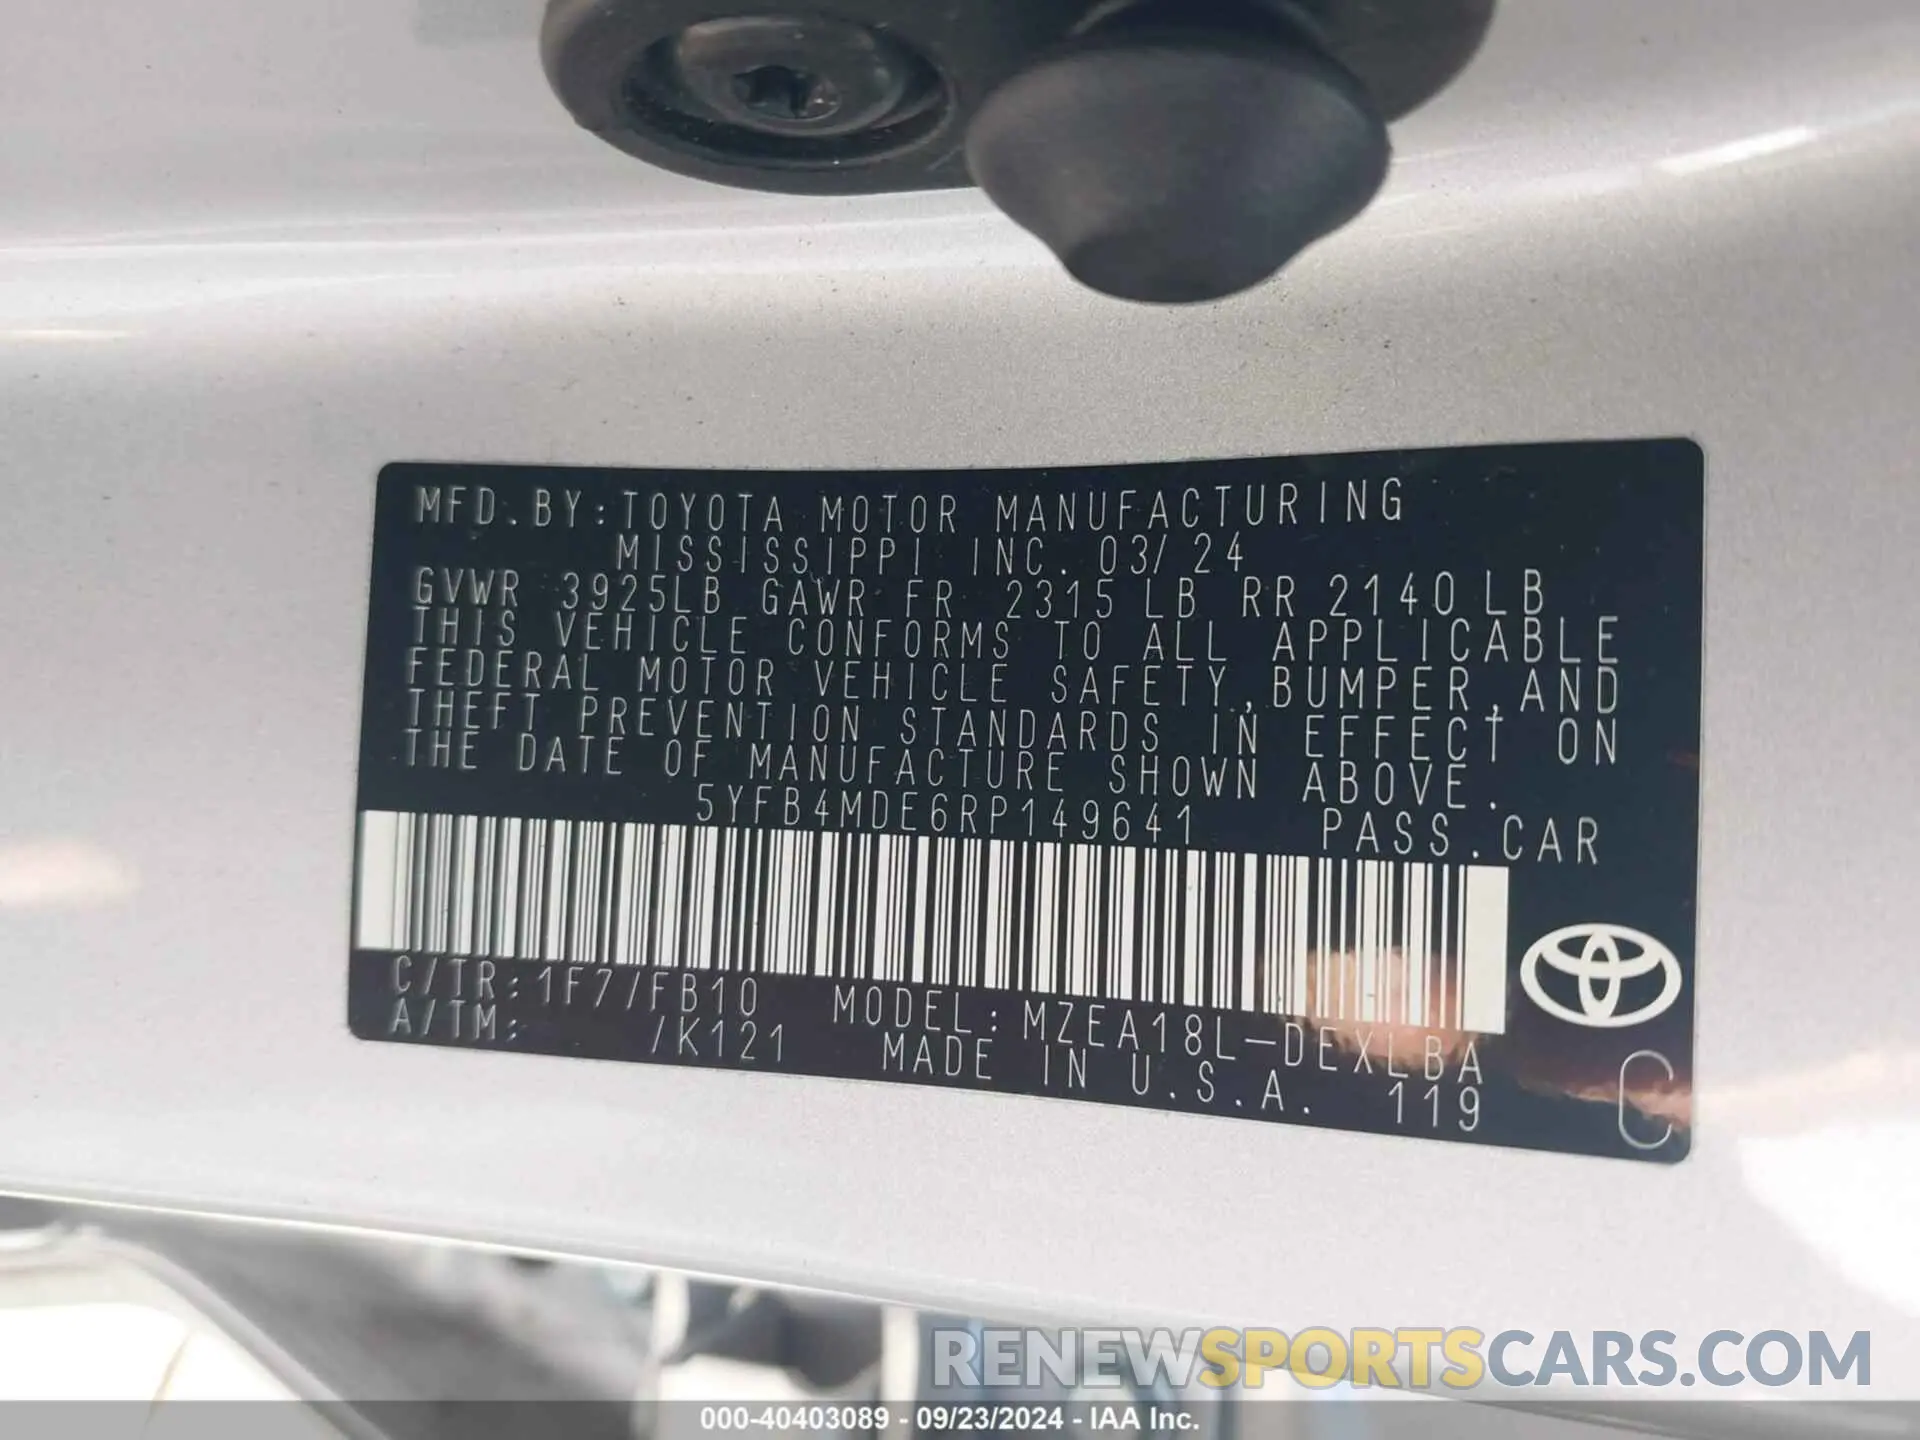 MFD.BY:TOYOTA MOTOR MANUFACTURING
MISSISSIPPI INC. 03/24
GVWR 3925LB GAWR FR 2315LB RR 2140LB
THIS VEHICLE CONFORMS TO ALL APPLICABLE
FEDERAL MOTOR VEHICLE SAFETY,BUMPER,AND
THEFT PREVENTION STANDARDS IN EFFECT ON
THE DATE OF MANUFACTURE SHOWN ABOVE.
5YFB4MDE6RP149641 PASS.CAR
C/TR:1F7/FB10 MODEL:MZEA18L-DEXLBA
A/TM: /K121 MADE IN U.S.A. 119
C
RENEWSPORTSCARS.COM
000-40403089 - 09/23/2024 - IAA Inc.